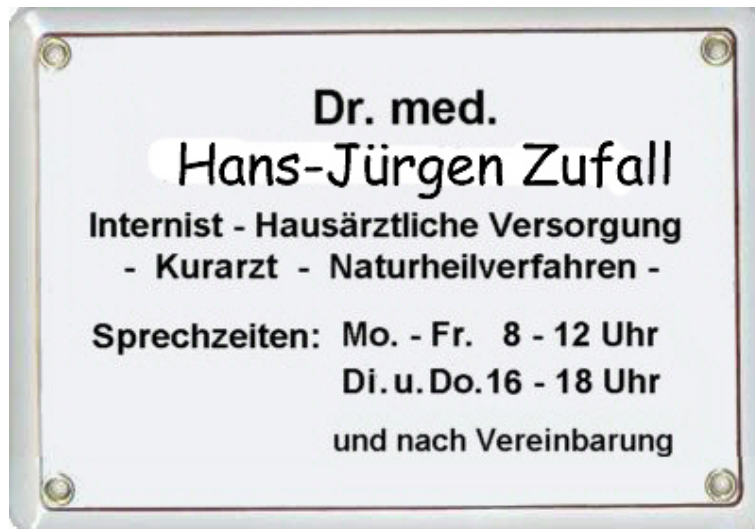 Dr. med.
Hans-Jürgen Zufall
Internist - Hausärztliche Versorgung
- Kurarzt - Naturheilverfahren -
Sprechzeiten: Mo. - Fr. 8 - 12 Uhr
Di. u. Do. 16 - 18 Uhr
und nach Vereinbarung